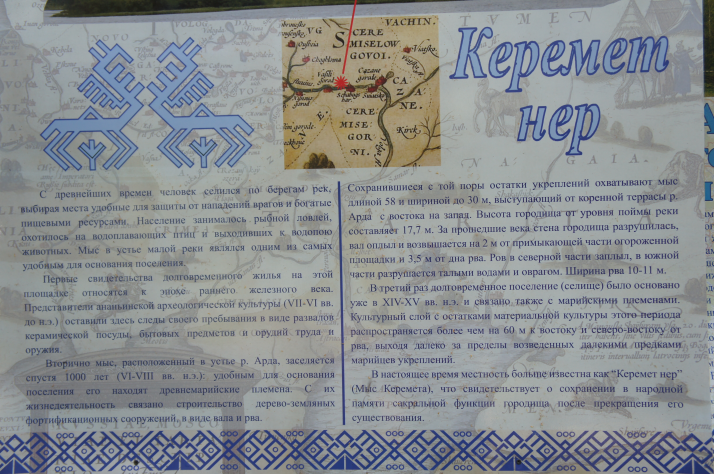 Керемет
нер
VACHIN.
CERE
MISELOW
GOVOI.
CERE
MISE
GOR
NI.
С древнейших времен человек селился по берегам рек,
выбирая места удобные для защиты от нападений врагов и богатые
пищевыми ресурсами. Население занималось рыбной ловлей,
охотилось на водоплавающих птиц и выходивших к водопою
животных. Мыс в устье малой реки являлся одним из самых
удобным для основания поселения.
Первые свидетельства долговременного жилья на этой
площадке относятся к эпохе раннего железного века.
Представители ананьинской археологической культуры (VII-VI вв.
до н.э.) оставили здесь следы своего пребывания в виде развалов
керамической посуды, бытовых предметов и орудий труда и
оружия.
Вторично мыс, расположенный в устье р. Арда, заселяется
спустя 1000 лет (VI-VIII вв. н.э.): удобным для основания
поселения его находят древнемарийские племена. С их
жизнедеятельность связано строительство дерево-земляных
фортификационных сооружений, в виде вала и рва.
Сохранившиеся с той поры остатки укреплений охватывают мыс
длиной 58 и шириной до 30 м, выступающий от коренной террасы р.
Арда с востока на запад. Высота городища от уровня поймы реки
составляет 17,7 м. За прошедшие века стена городища разрушилась,
вал оплыл и возвышается на 2 м от примыкающей части огороженной
площадки и 3,5 м от дна рва. Ров в северной части заплыл, в южной
части разрушается талыми водами и оврагом. Ширина рва 10-11 м.
В третий раз долговременное поселение (селище) было основано
уже в XIV-XV вв. н.э. и связано также с марийскими племенами.
Культурный слой с остатками материальной культуры этого периода
распространяется более чем на 60 м к востоку и северо-востоку от
рва, выходя далеко за пределы возведенных далекими предками
марийцев укреплений.
В настоящее время местность больше известна как "Керемет нер"
(Мыс Керемета), что свидетельствует о сохранении в народной
памяти сакральной функции городища после прекращения его
существования.